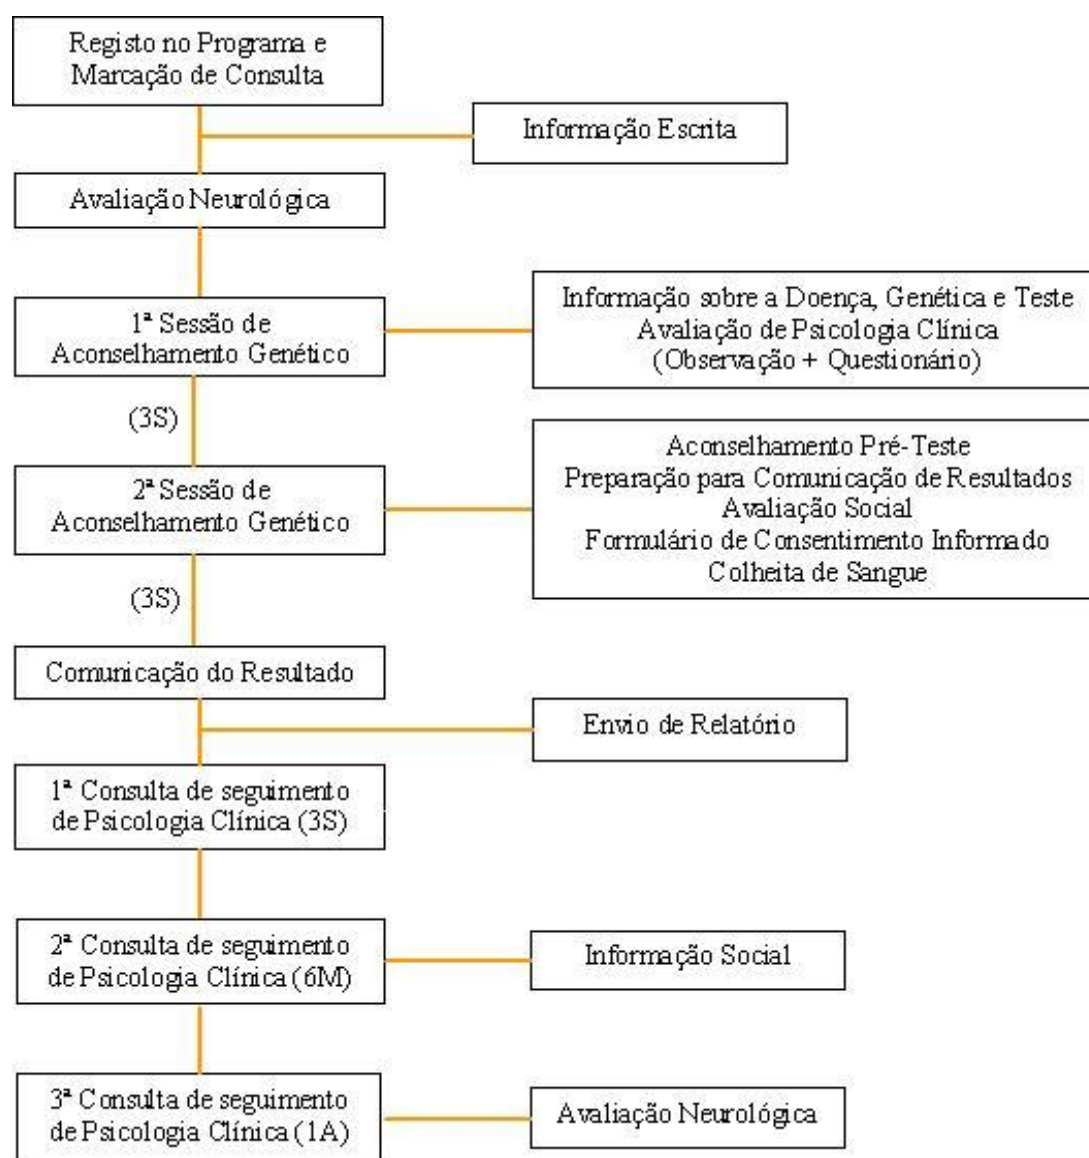 Registo no Programa e
Marcação de Consulta
Informação Escrita
Avaliação Neurológica
1ª Sessão de
Aconselhamento Genético
Informação sobre a Doença, Genética e Teste
Avaliação de Psicologia Clínica
(Observação + Questionário)
(3S)
2ª Sessão de
Aconselhamento Genético
Aconselhamento Pré-Teste
Preparação para Comunicação de Resultados
Avaliação Social
Formulário de Consentimento Informado
Colheita de Sangue
(3S)
Comunicação do Resultado
Envio de Relatório
1ª Consulta de seguimento
de Psicologia Clínica (3S)
2ª Consulta de seguimento
de Psicologia Clínica (6M)
Informação Social
3ª Consulta de seguimento
de Psicologia Clínica (1A)
Avaliação Neurológica